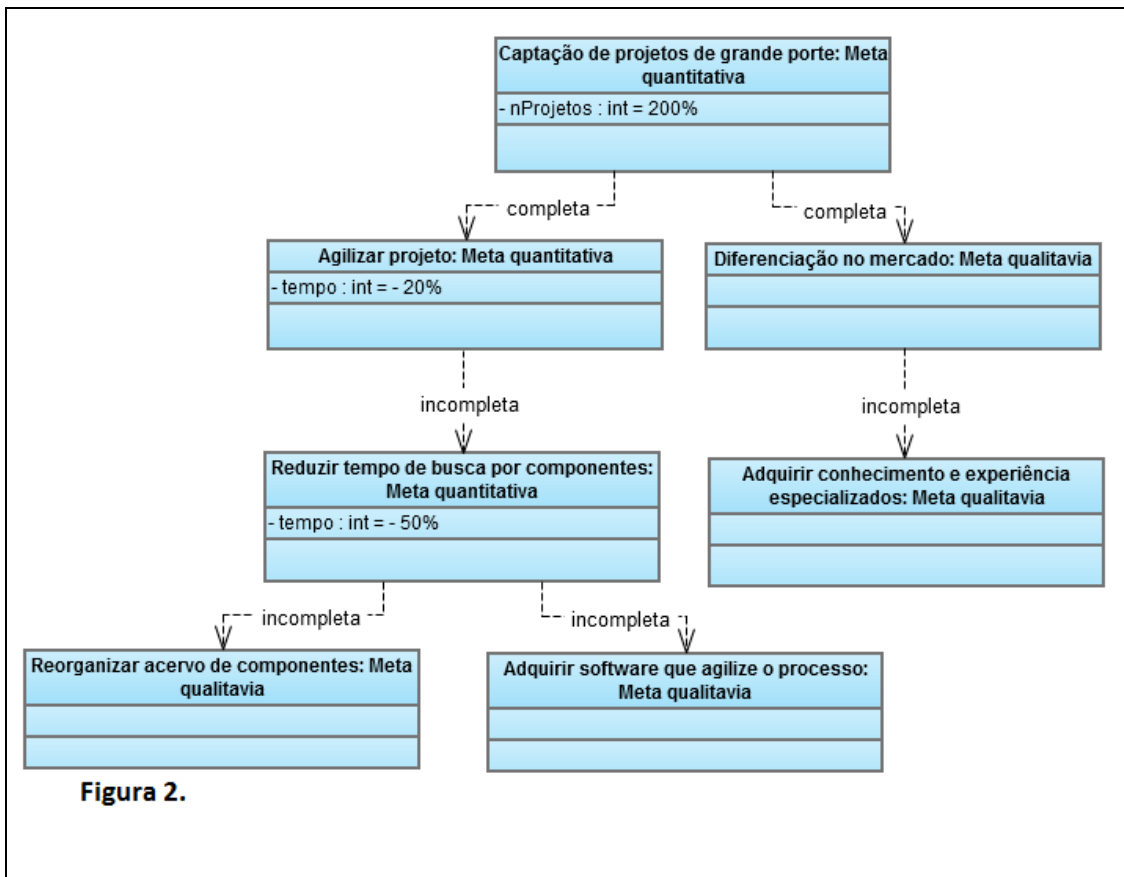 Captação de projetos de grande porte: Meta
quantitativa
- nProjetos : int = 200%
completa
completa
Agilizar projeto: Meta quantitativa
- tempo : int = - 20%
Diferenciação no mercado: Meta qualitavia
incompleta
incompleta
Reduzir tempo de busca por componentes:
Meta quantitativa
- tempo : int = - 50%
Adquirir conhecimento e experiência
especializados: Meta qualitavia
incompleta
incompleta
Reorganizar acervo de componentes: Meta
qualitavia
Adquirir software que agilize o processo:
Meta qualitavia
Figura 2.